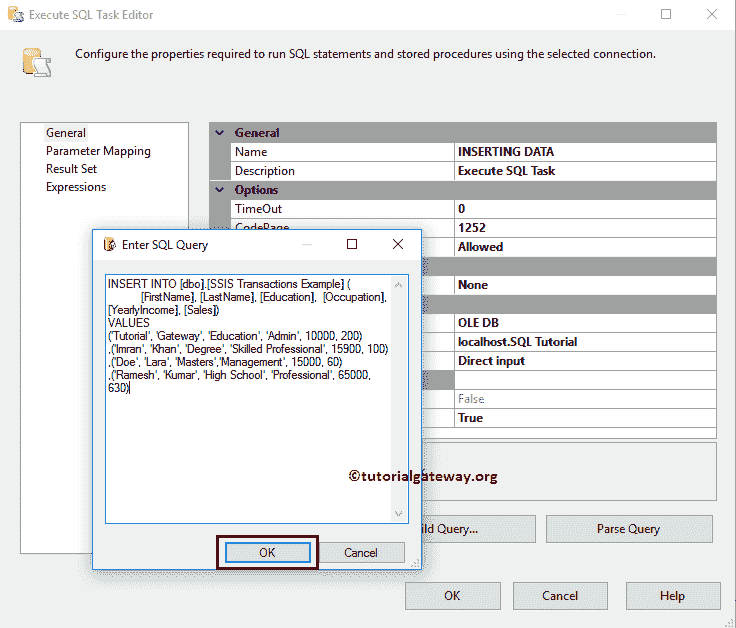 Execute SQL Task Editor
Configure the properties required to run SQL statements and stored procedures using the selected connection.
General
Parameter Mapping
Result Set
Expressions
General
Name INSERTING DATA
Description Execute SQL Task
Options
TimeOut 0
CodePage 1252
Allowed
None
OLE DB
localhost.SQL Tutorial
Direct input
False
True
Enter SQL Query
INSERT INTO [dbo].[SSIS Transactions Example] (
[FirstName], [LastName], [Education], [Occupation],
[YearlyIncome], [Sales])
VALUES
('Tutorial', 'Gateway', 'Education', 'Admin', 10000, 200)
,('Imran', 'Khan', 'Degree', 'Skilled Professional', 15900, 100)
,('Doe', 'Lara', 'Masters','Management', 15000, 60)
,('Ramesh', 'Kumar', 'High School', 'Professional', 65000,
630)
©tutorialgateway.org
OK Cancel
ild Query... Parse Query
OK Cancel Help